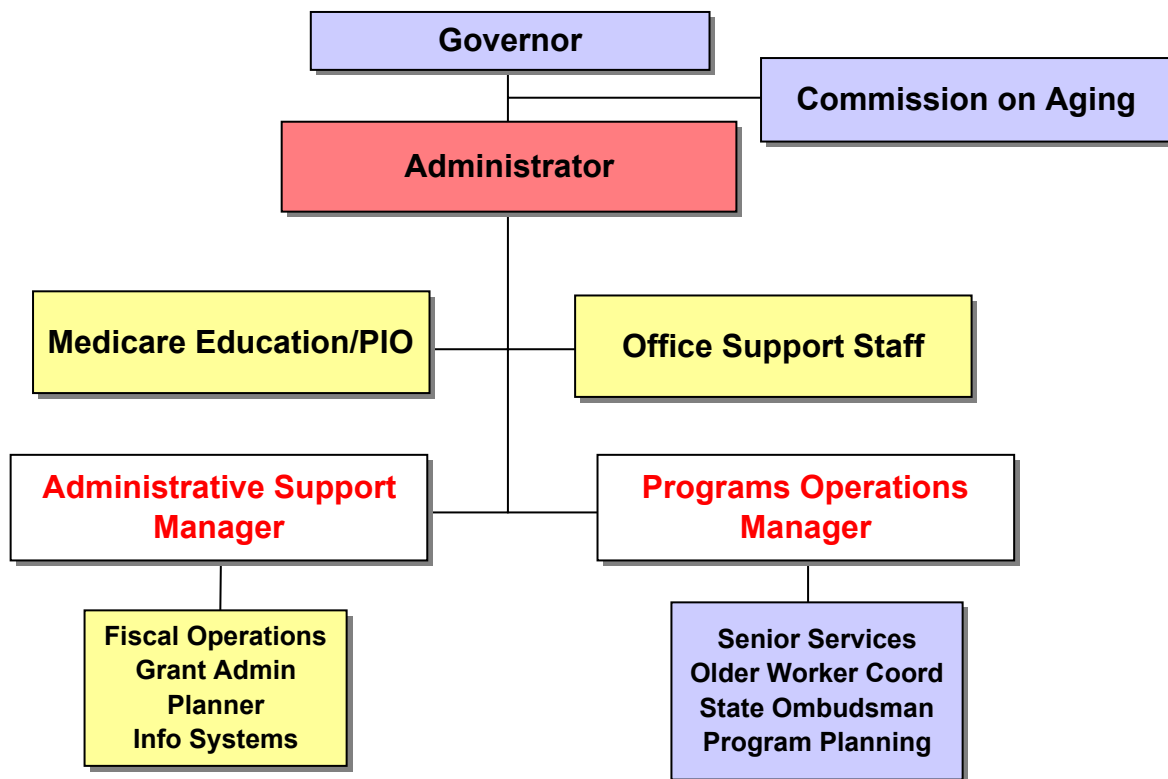 Governor
Commission on Aging
Administrator
Medicare Education/PIO
Office Support Staff
Administrative Support
Manager
Programs Operations
Manager
Fiscal Operations
Grant Admin
Planner
Info Systems
Senior Services
Older Worker Coord
State Ombudsman
Program Planning